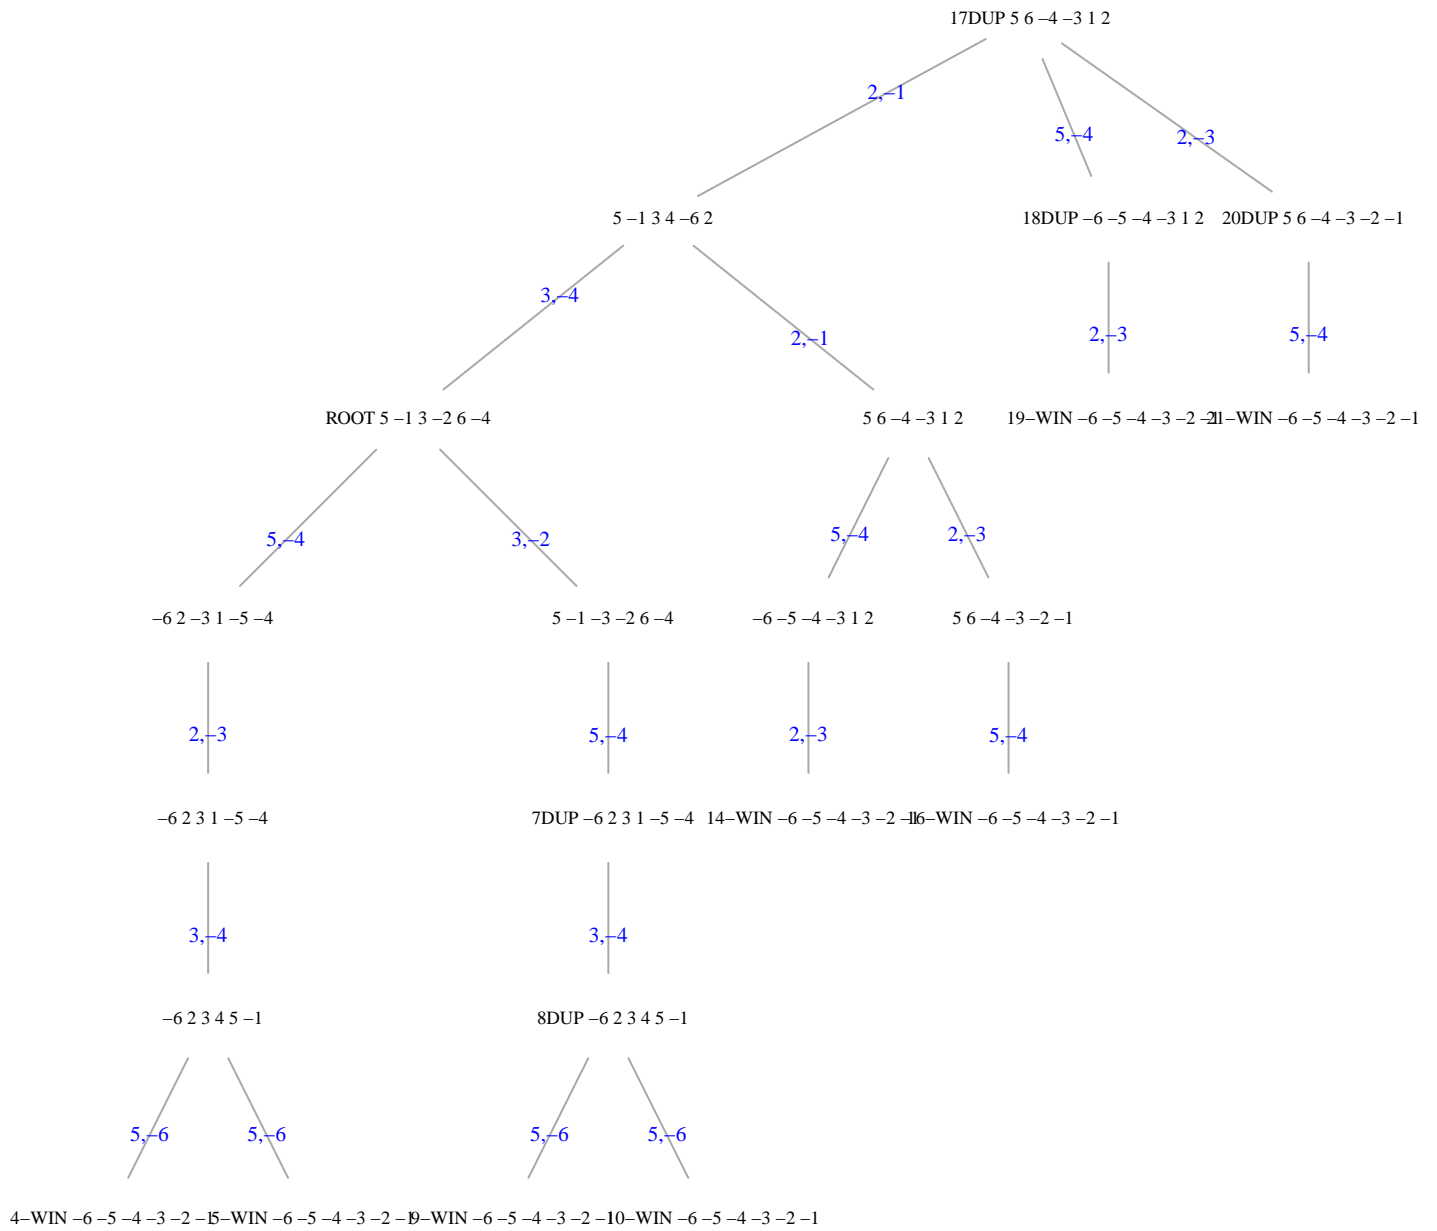 17DUP 5 6 −4 −3 1 2
2,−1
5,−4
2,−3
5 −1 3 4 −6 2
18DUP −6 −5 −4 −3 1 2
20DUP 5 6 −4 −3 −2 −1
3,−4
2,−1
2,−3
5,−4
ROOT 5 −1 3 −2 6 −4
5 6 −4 −3 1 2
19−WIN −6 −5 −4 −3 −2 −1
21−WIN −6 −5 −4 −3 −2 −1
5,−4
3,−2
5,−4
2,−3
−6 2 −3 1 −5 −4
5 −1 −3 −2 6 −4
−6 −5 −4 −3 1 2
5 6 −4 −3 −2 −1
2,−3
5,−4
2,−3
5,−4
−6 2 3 1 −5 −4
7DUP −6 2 3 1 −5 −4
14−WIN −6 −5 −4 −3 −2 −1
16−WIN −6 −5 −4 −3 −2 −1
3,−4
3,−4
−6 2 3 4 5 −1
8DUP −6 2 3 4 5 −1
5,−6
5,−6
5,−6
5,−6
4−WIN −6 −5 −4 −3 −2 −1
5−WIN −6 −5 −4 −3 −2 −1
9−WIN −6 −5 −4 −3 −2 −1
10−WIN −6 −5 −4 −3 −2 −1